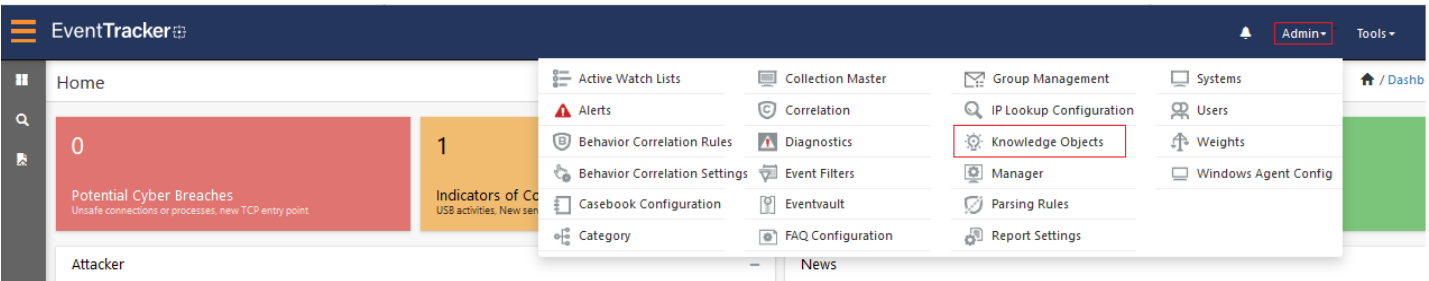 EventTracker
Admin
Tools
Home
/ Dashb
Active Watch Lists
Collection Master
Group Management
Systems
Alerts
Correlation
IP Lookup Configuration
Users
Behavior Correlation Rules
Diagnostics
Knowledge Objects
Weights
Behavior Correlation Settings
Event Filters
Manager
Windows Agent Config
Casebook Configuration
Eventvault
Parsing Rules
Category
FAQ Configuration
Report Settings
0
Potential Cyber Breaches
Unsafe connections or processes, new TCP entry point
1
Indicators of Co
USB activities, New sen
Attacker
News